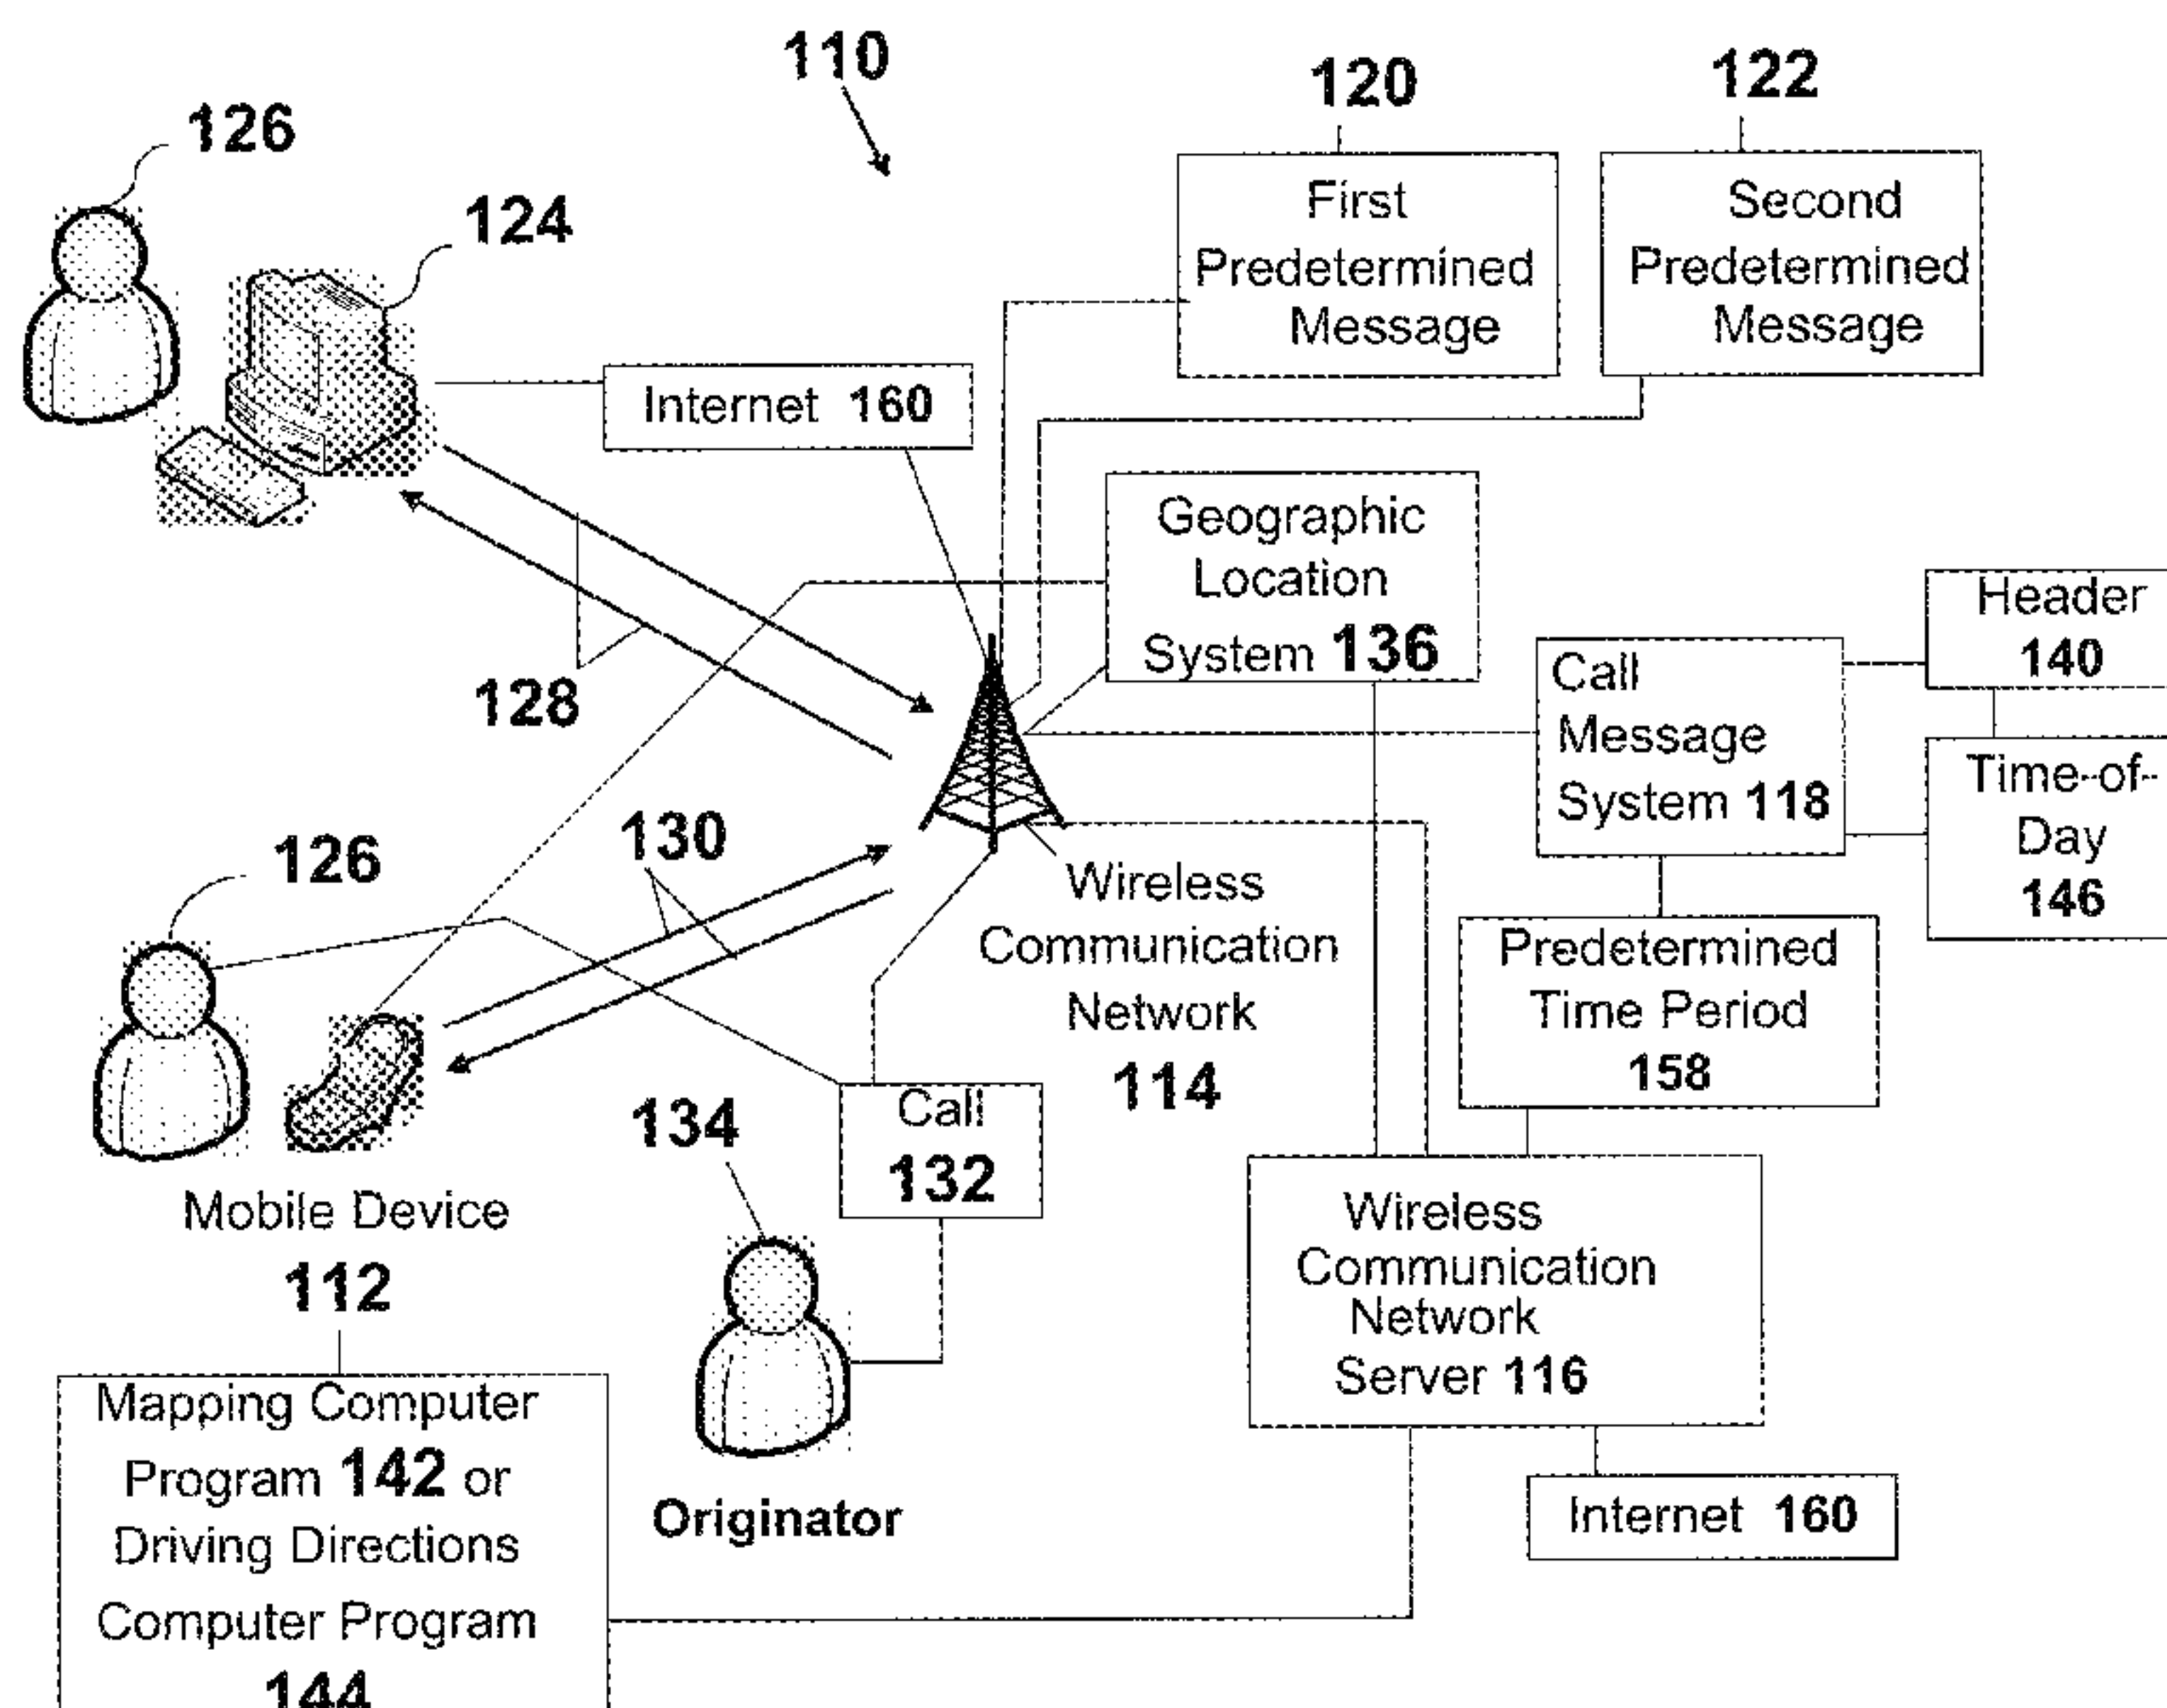 110
120
122
126
124
First
Predetermined
Message
Second
Predetermined
Message
Internet 160
Geographic
Location
System 136
Header
140
128
Call
Message
System 118
Time-of-
Day
146
130
126
Wireless
Communication
Network
114
Predetermined
Time Period
158
134
Call
132
Mobile Device
112
Wireless
Communication
Network
Server 116
Mapping Computer
Program 142 or
Driving Directions
Computer Program
144
Originator
Internet 160